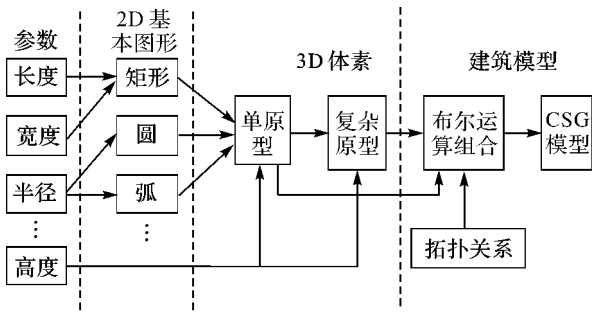 参数
2D基
本图形
3D体素
建筑模型
长度
矩形
宽度
圆
单原
型
复杂
原型
布尔运
算组合
CSG
模型
半径
弧
⋮
⋮
高度
拓扑关系